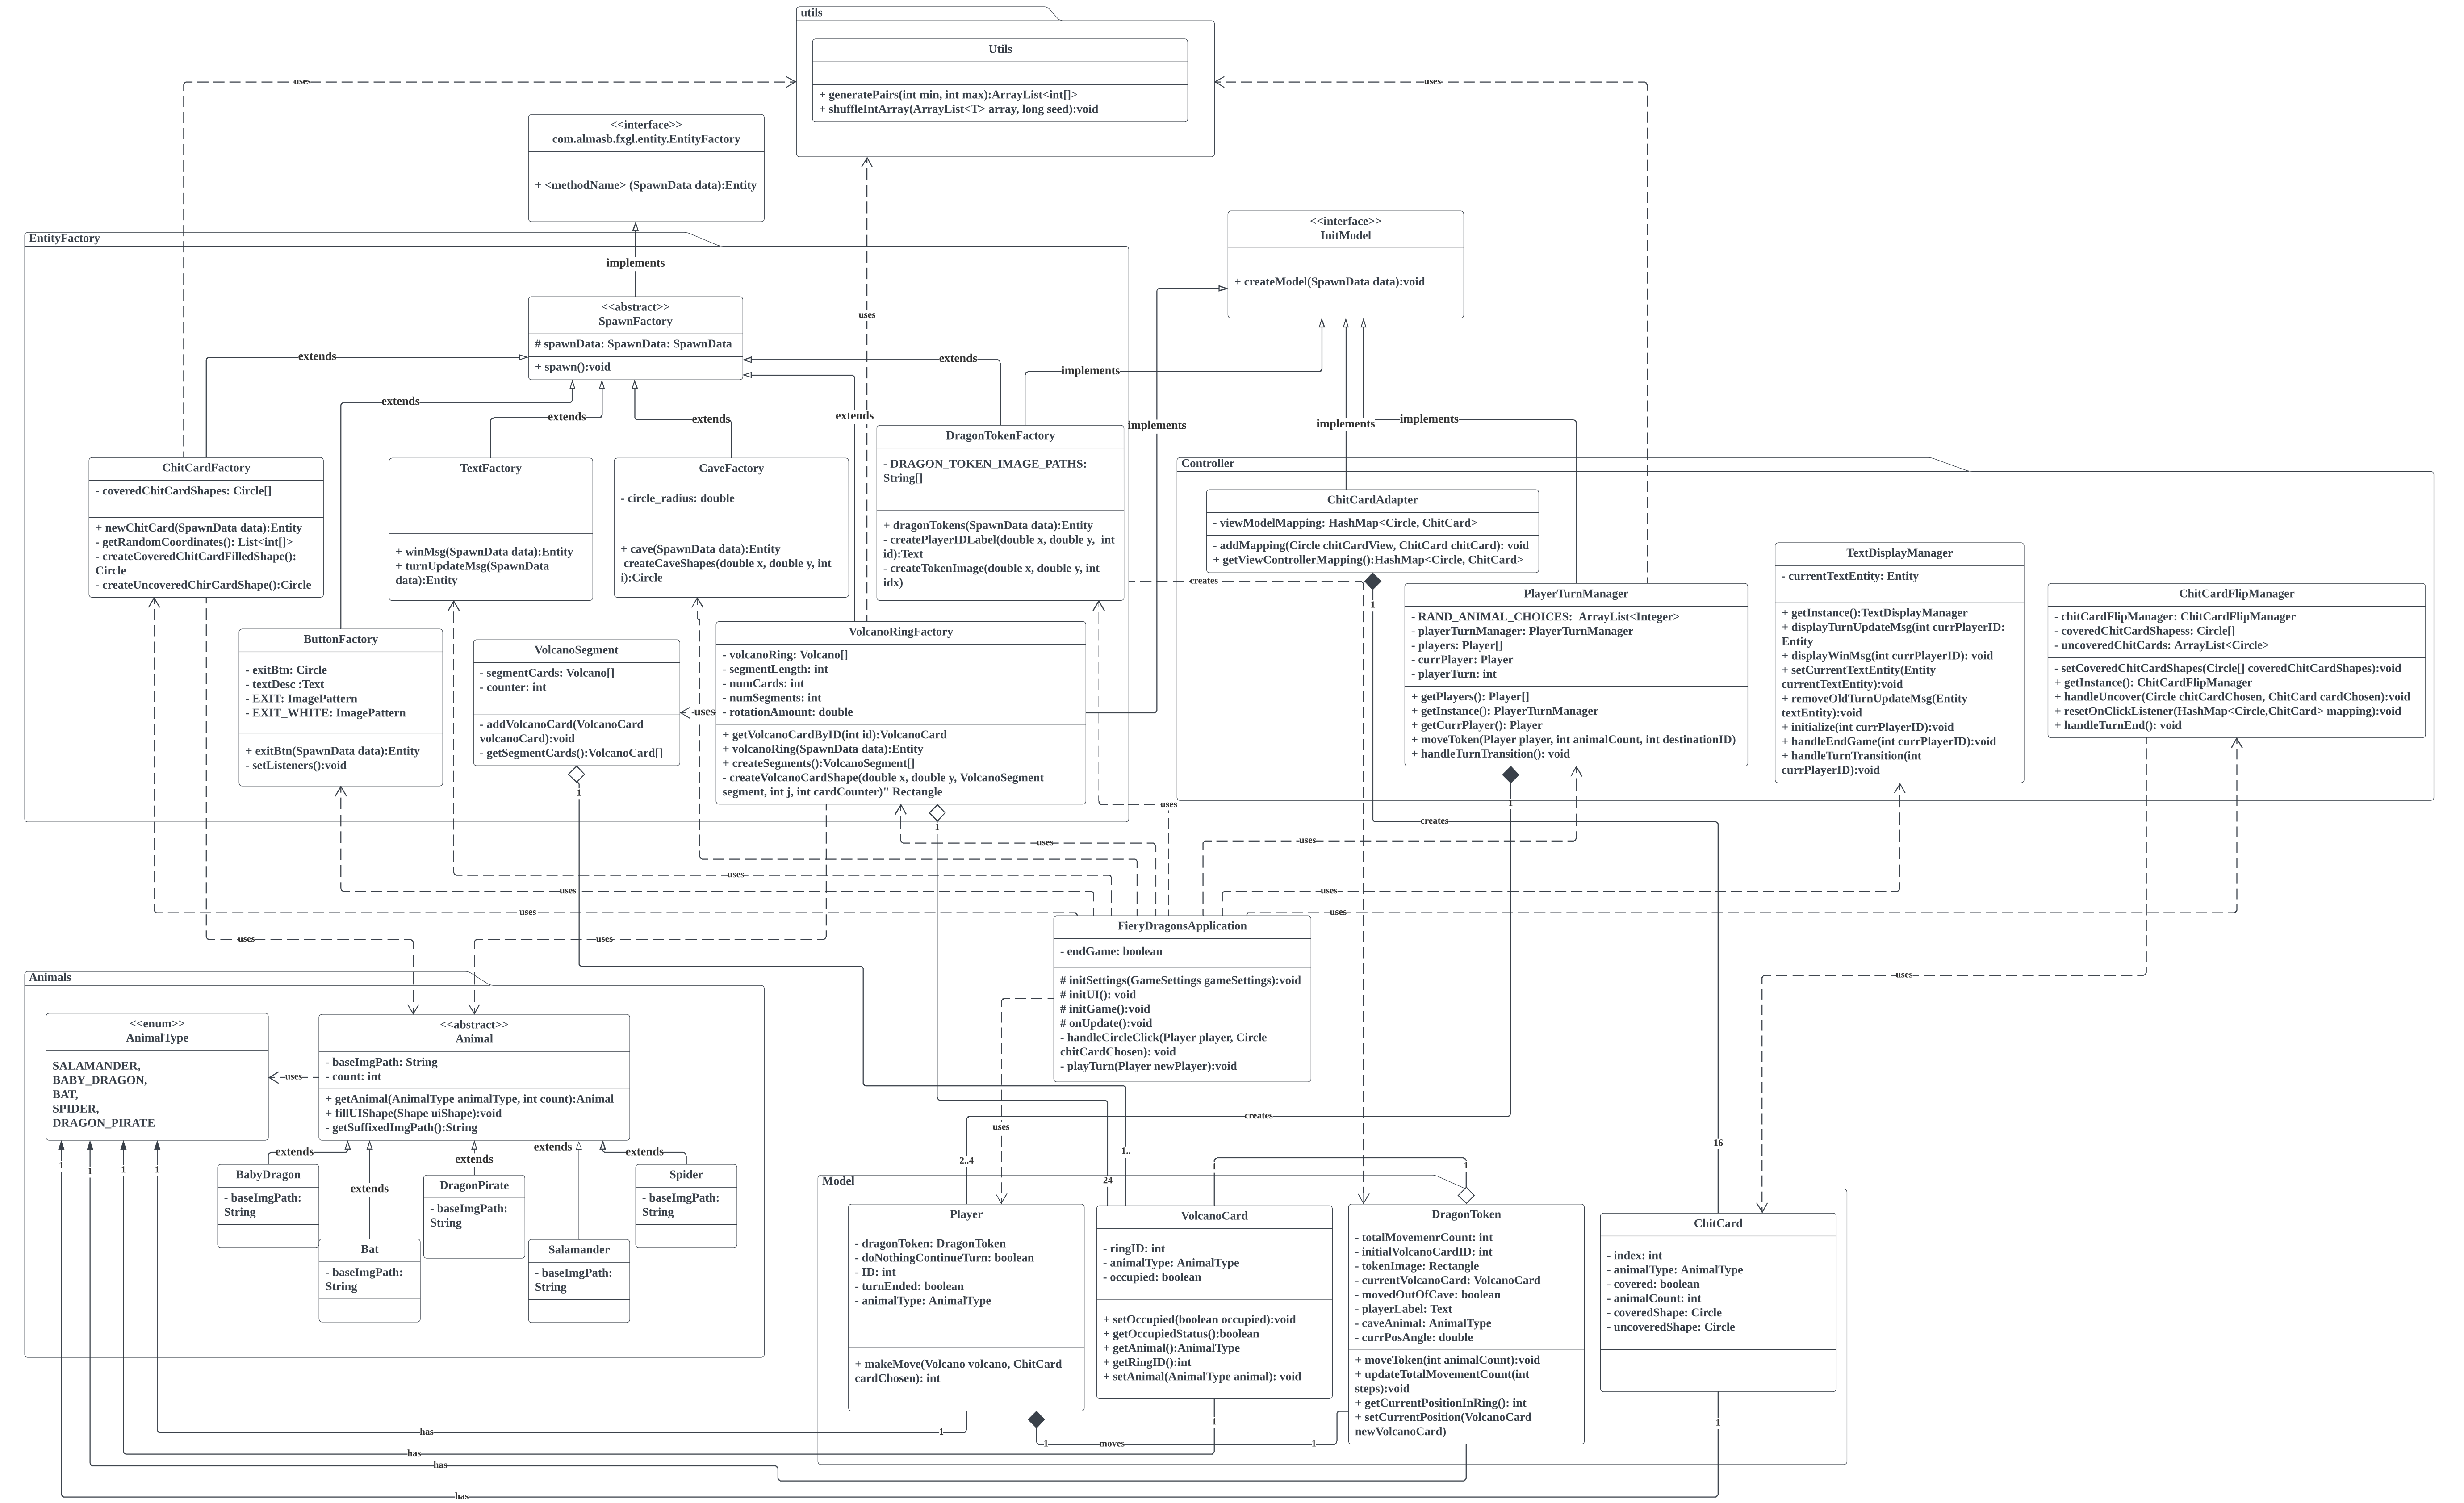 utils
Utils
+ generatePairs(int min, int max):ArrayList<int[]>
+ shuffleIntArray(ArrayList<T> array, long seed):void
uses
uses
uses
<<interface>>
com.almasb.fxgl.entity.EntityFactory
+ <methodName> (SpawnData data):Entity
<<interface>>
InitModel
+ createModel(SpawnData data):void
EntityFactory
implements
<<abstract>>
SpawnFactory
# spawnData: SpawnData: SpawnData
+ spawn():void
extends
extends
extends
extends
extends
extends
implements
implements
implements
implements
ChitCardFactory
- coveredChitCardShapes: Circle[]
+ newChitCard(SpawnData data):Entity
- getRandomCoordinates(): List<int[]>
- createCoveredChitCardFilledShape():
Circle
- createUncoveredChirCardShape():Circle
TextFactory
+ winMsg(SpawnData data):Entity
+ turnUpdateMsg(SpawnData
data):Entity
CaveFactory
- circle_radius: double
+ cave(SpawnData data):Entity
createCaveShapes(double x, double y, int
i):Circle
DragonTokenFactory
- DRAGON_TOKEN_IMAGE_PATHS:
String[]
+ dragonTokens(SpawnData data):Entity
- createPlayerIDLabel(double x, double y,  int
id):Text
- createTokenImage(double x, double y, int
idx)
ButtonFactory
- exitBtn: Circle
- textDesc :Text
- EXIT: ImagePattern
- EXIT_WHITE: ImagePattern
+ exitBtn(SpawnData data):Entity
- setListeners():void
VolcanoSegment
- segmentCards: Volcano[]
- counter: int
- addVolcanoCard(VolcanoCard
volcanoCard):void
- getSegmentCards():VolcanoCard[]
uses
VolcanoRingFactory
- volcanoRing: Volcano[]
- segmentLength: int
- numCards: int
- numSegments: int
- rotationAmount: double
+ getVolcanoCardByID(int id):VolcanoCard
+ volcanoRing(SpawnData data):Entity
+ createSegments():VolcanoSegment[]
- createVolcanoCardShape(double x, double y, VolcanoSegment
segment, int j, int cardCounter)" Rectangle
Controller
ChitCardAdapter
- viewModelMapping: HashMap<Circle, ChitCard>
- addMapping(Circle chitCardView, ChitCard chitCard): void
+ getViewControllerMapping():HashMap<Circle, ChitCard>
creates
1
PlayerTurnManager
- RAND_ANIMAL_CHOICES:  ArrayList<Integer>
- playerTurnManager: PlayerTurnManager
- players: Player[]
- currPlayer: Player
- playerTurn: int
+ getPlayers(): Player[]
+ getInstance(): PlayerTurnManager
+ getCurrPlayer(): Player
+ moveToken(Player player, int animalCount, int destinationID)
+ handleTurnTransition(): void
TextDisplayManager
- currentTextEntity: Entity
+ getInstance():TextDisplayManager
+ displayTurnUpdateMsg(int currPlayerID:
Entity
+ displayWinMsg(int currPlayerID): void
+ setCurrentTextEntity(Entity
currentTextEntity):void
+ removeOldTurnUpdateMsg(Entity
textEntity):void
+ initialize(int currPlayerID):void
+ handleEndGame(int currPlayerID):void
+ handleTurnTransition(int
currPlayerID):void
ChitCardFlipManager
- chitCardFlipManager: ChitCardFlipManager
- coveredChitCardShapess: Circle[]
- uncoveredChitCards: ArrayList<Circle>
- setCoveredChitCardShapes(Circle[] coveredChitCardShapes):void
+ getInstance(): ChitCardFlipManager
+ handleUncover(Circle chitCardChosen, ChitCard cardChosen):void
+ resetOnClickListener(HashMap<Circle,ChitCard> mapping):void
+ handleTurnEnd(): void
1
1
1
uses
creates
uses
uses
uses
uses
uses
uses
uses
uses
uses
uses
FieryDragonsApplication
- endGame: boolean
# initSettings(GameSettings gameSettings):void
# initUI(): void
# initGame():void
# onUpdate():void
- handleCircleClick(Player player, Circle
chitCardChosen): void
- playTurn(Player newPlayer):void
uses
Animals
<<enum>>
AnimalType
SALAMANDER,
BABY_DRAGON,
BAT,
SPIDER,
DRAGON_PIRATE
uses
<<abstract>>
Animal
- baseImgPath: String
- count: int
+ getAnimal(AnimalType animalType, int count):Animal
+ fillUIShape(Shape uiShape):void
- getSuffixedImgPath():String
extends
extends
extends
extends
extends
1
1
1
1
BabyDragon
- baseImgPath:
String
Bat
- baseImgPath:
String
DragonPirate
- baseImgPath:
String
Salamander
- baseImgPath:
String
Spider
- baseImgPath:
String
uses
creates
2..4
24
1..
1
1
16
Model
Player
- dragonToken: DragonToken
- doNothingContinueTurn: boolean
- ID: int
- turnEnded: boolean
- animalType: AnimalType
+ makeMove(Volcano volcano, ChitCard
cardChosen): int
VolcanoCard
- ringID: int
- animalType: AnimalType
- occupied: boolean
+ setOccupied(boolean occupied):void
+ getOccupiedStatus():boolean
+ getAnimal():AnimalType
+ getRingID():int
+ setAnimal(AnimalType animal): void
DragonToken
- totalMovemenrCount: int
- initialVolcanoCardID: int
- tokenImage: Rectangle
- currentVolcanoCard: VolcanoCard
- movedOutOfCave: boolean
- playerLabel: Text
- caveAnimal: AnimalType
- currPosAngle: double
+ moveToken(int animalCount):void
+ updateTotalMovementCount(int
steps):void
+ getCurrentPositionInRing(): int
+ setCurrentPosition(VolcanoCard
newVolcanoCard)
ChitCard
- index: int
- animalType: AnimalType
- covered: boolean
- animalCount: int
- coveredShape: Circle
- uncoveredShape: Circle
has
1
1
1
1
moves
1
has
has
has